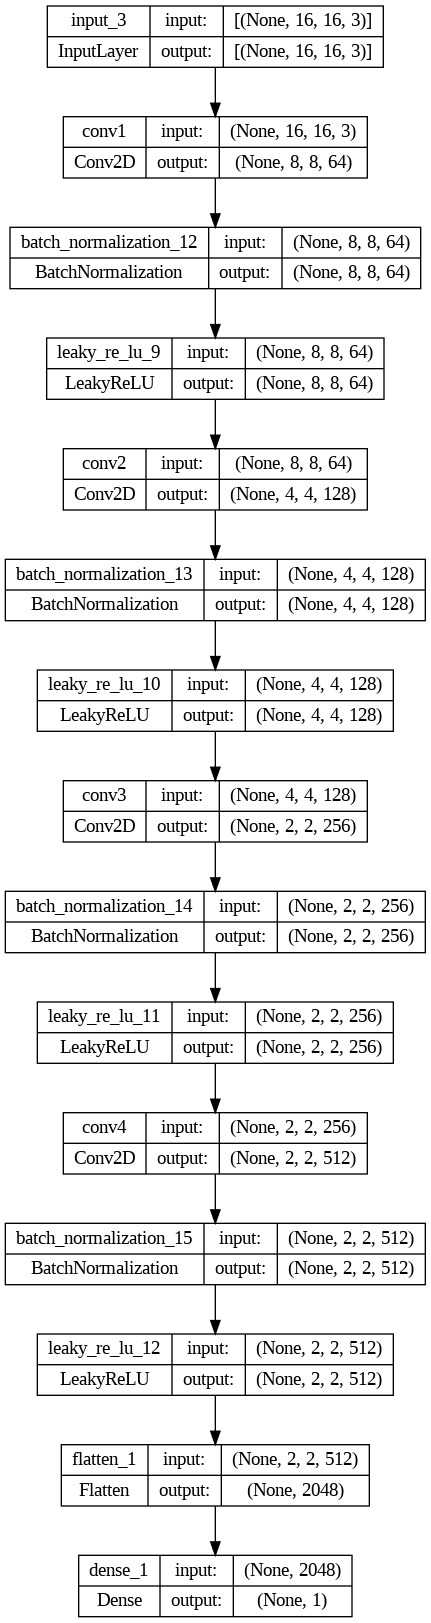 input_3 input: [(None, 16, 16, 3)]
InputLayer output: [(None, 16, 16, 3)]
conv1 input: (None, 16, 16, 3)
Conv2D output: (None, 8, 8, 64)
batch_normalization_12 input: (None, 8, 8, 64)
BatchNormalization output: (None, 8, 8, 64)
leaky_re_lu_9 input: (None, 8, 8, 64)
LeakyReLU output: (None, 8, 8, 64)
conv2 input: (None, 8, 8, 64)
Conv2D output: (None, 4, 4, 128)
batch_normalization_13 input: (None, 4, 4, 128)
BatchNormalization output: (None, 4, 4, 128)
leaky_re_lu_10 input: (None, 4, 4, 128)
LeakyReLU output: (None, 4, 4, 128)
conv3 input: (None, 4, 4, 128)
Conv2D output: (None, 2, 2, 256)
batch_normalization_14 input: (None, 2, 2, 256)
BatchNormalization output: (None, 2, 2, 256)
leaky_re_lu_11 input: (None, 2, 2, 256)
LeakyReLU output: (None, 2, 2, 256)
conv4 input: (None, 2, 2, 256)
Conv2D output: (None, 2, 2, 512)
batch_normalization_15 input: (None, 2, 2, 512)
BatchNormalization output: (None, 2, 2, 512)
leaky_re_lu_12 input: (None, 2, 2, 512)
LeakyReLU output: (None, 2, 2, 512)
flatten_1 input: (None, 2, 2, 512)
Flatten output: (None, 2048)
dense_1 input: (None, 2048)
Dense output: (None, 1)